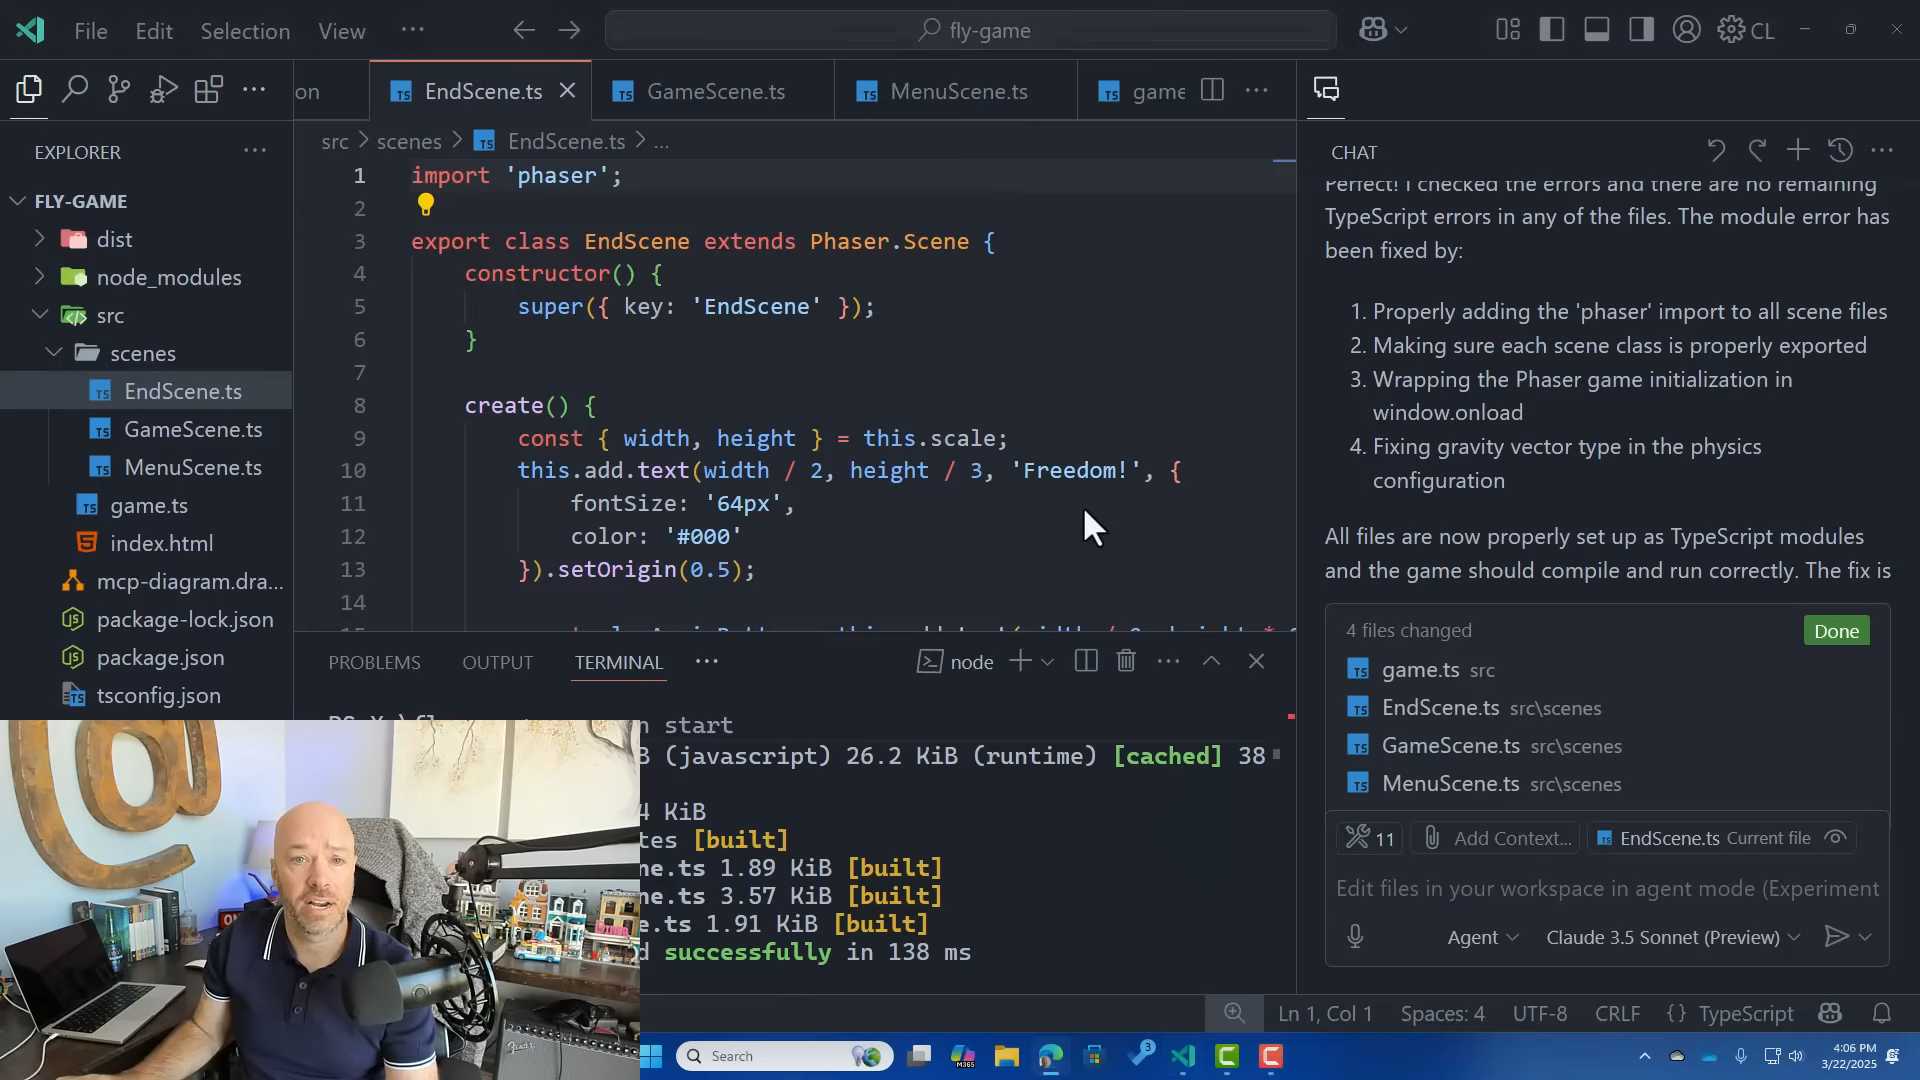 File Edit Selection View ··· fly-game CL
on EndScene.ts GameScene.ts MenuScene.ts game
EXPLORER
FLY-GAME
dist
node_modules
src
scenes
EndScene.ts
GameScene.ts
MenuScene.ts
game.ts
index.html
mcp-diagram.dra...
package-lock.json
package.json
tsconfig.json
src > scenes > EndScene.ts > ...
1 import 'phaser';
2
3 export class EndScene extends Phaser.Scene {
4 constructor() {
5 super({ key: 'EndScene' });
6 }
7
8 create() {
9 const { width, height } = this.scale;
10 this.add.text(width / 2, height / 3, 'Freedom!', {
11 fontSize: '64px',
12 color: '#000'
13 }).setOrigin(0.5);
14
PROBLEMS OUTPUT TERMINAL ··· node
start
B (javascript) 26.2 KiB (runtime) [cached] 38
4 KiB
tes [built]
ne.ts 1.89 KiB [built]
ne.ts 3.57 KiB [built]
e.ts 1.91 KiB [built]
d successfully in 138 ms
CHAT
Perfect! I checked the errors and there are no remaining
TypeScript errors in any of the files. The module error has
been fixed by:
1. Properly adding the 'phaser' import to all scene files
2. Making sure each scene class is properly exported
3. Wrapping the Phaser game initialization in
window.onload
4. Fixing gravity vector type in the physics
configuration
All files are now properly set up as TypeScript modules
and the game should compile and run correctly. The fix is
4 files changed Done
game.ts src
EndScene.ts src\scenes
GameScene.ts src\scenes
MenuScene.ts src\scenes
11 Add Context... EndScene.ts Current file
Edit files in your workspace in agent mode (Experiment
Agent Claude 3.5 Sonnet (Preview)
Ln 1, Col 1 Spaces: 4 UTF-8 CRLF {} TypeScript
Search M365 3
4:06 PM
3/22/2025
@
DINER
Fender